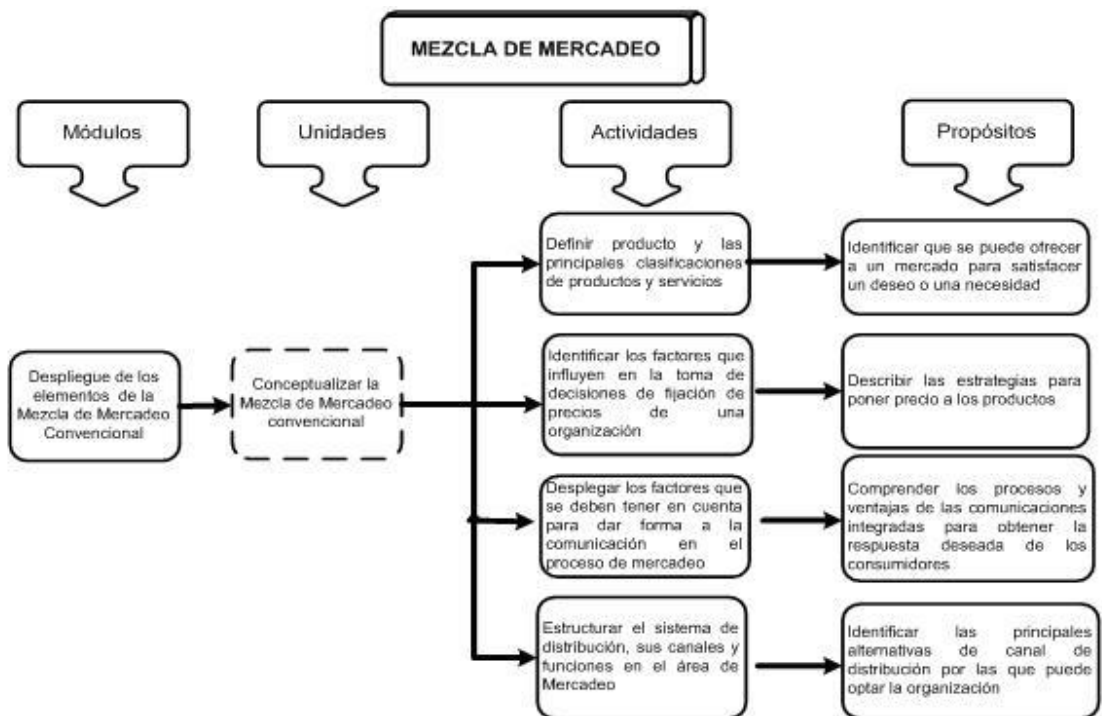 MEZCLA DE MERCADEO
Módulos
Unidades
Actividades
Propósitos
Despliegue de los
elementos de la
Mezcla de Mercadeo
Convencional
Conceptualizar la
Mezcla de Mercadeo
convencional
Definir producto y las
principales clasificaciones
de productos y servicios
Identificar que se puede ofrecer
a un mercado para satisfacer
un deseo o una necesidad
Identificar los factores que
influyen en la toma de
decisiones de fijación de
precios de una
organización
Describir las estrategias para
poner precio a los productos
Desplegar los factores que
se deben tener en cuenta
para dar forma a la
comunicación en el
proceso de mercadeo
Comprender los procesos y
ventajas de las comunicaciones
integradas para obtener la
respuesta deseada de los
consumidores
Estructurar el sistema de
distribución, sus canales y
funciones en el área de
Mercadeo
Identificar las principales
alternativas de canal de
distribución por las que puede
optar la organización